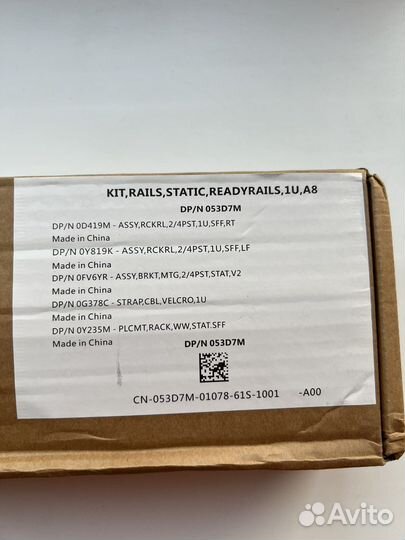 KIT,RAILS,STATIC,READYRAILS,1U,A8
DP/N 053D7M
DP/N 0D419M - ASSY,RCKRL,2/4PST,1U,SFF,RT
Made in China
DP/N 0Y819K - ASSY,RCKRL,2/4PST,1U,SFF,LF
Made in China
DP/N 0FV6YR - ASSY,BRKT,MTG,2/4PST,STAT,V2
Made in China
DP/N 0G378C - STRAP,CBL,VELCRO,1U
Made in China
DP/N 0Y235M - PLCMT,RACK,WW,STAT.SFF
Made in China
DP/N 053D7M
CN-053D7M-01078-61S-1001 -A00
Avito